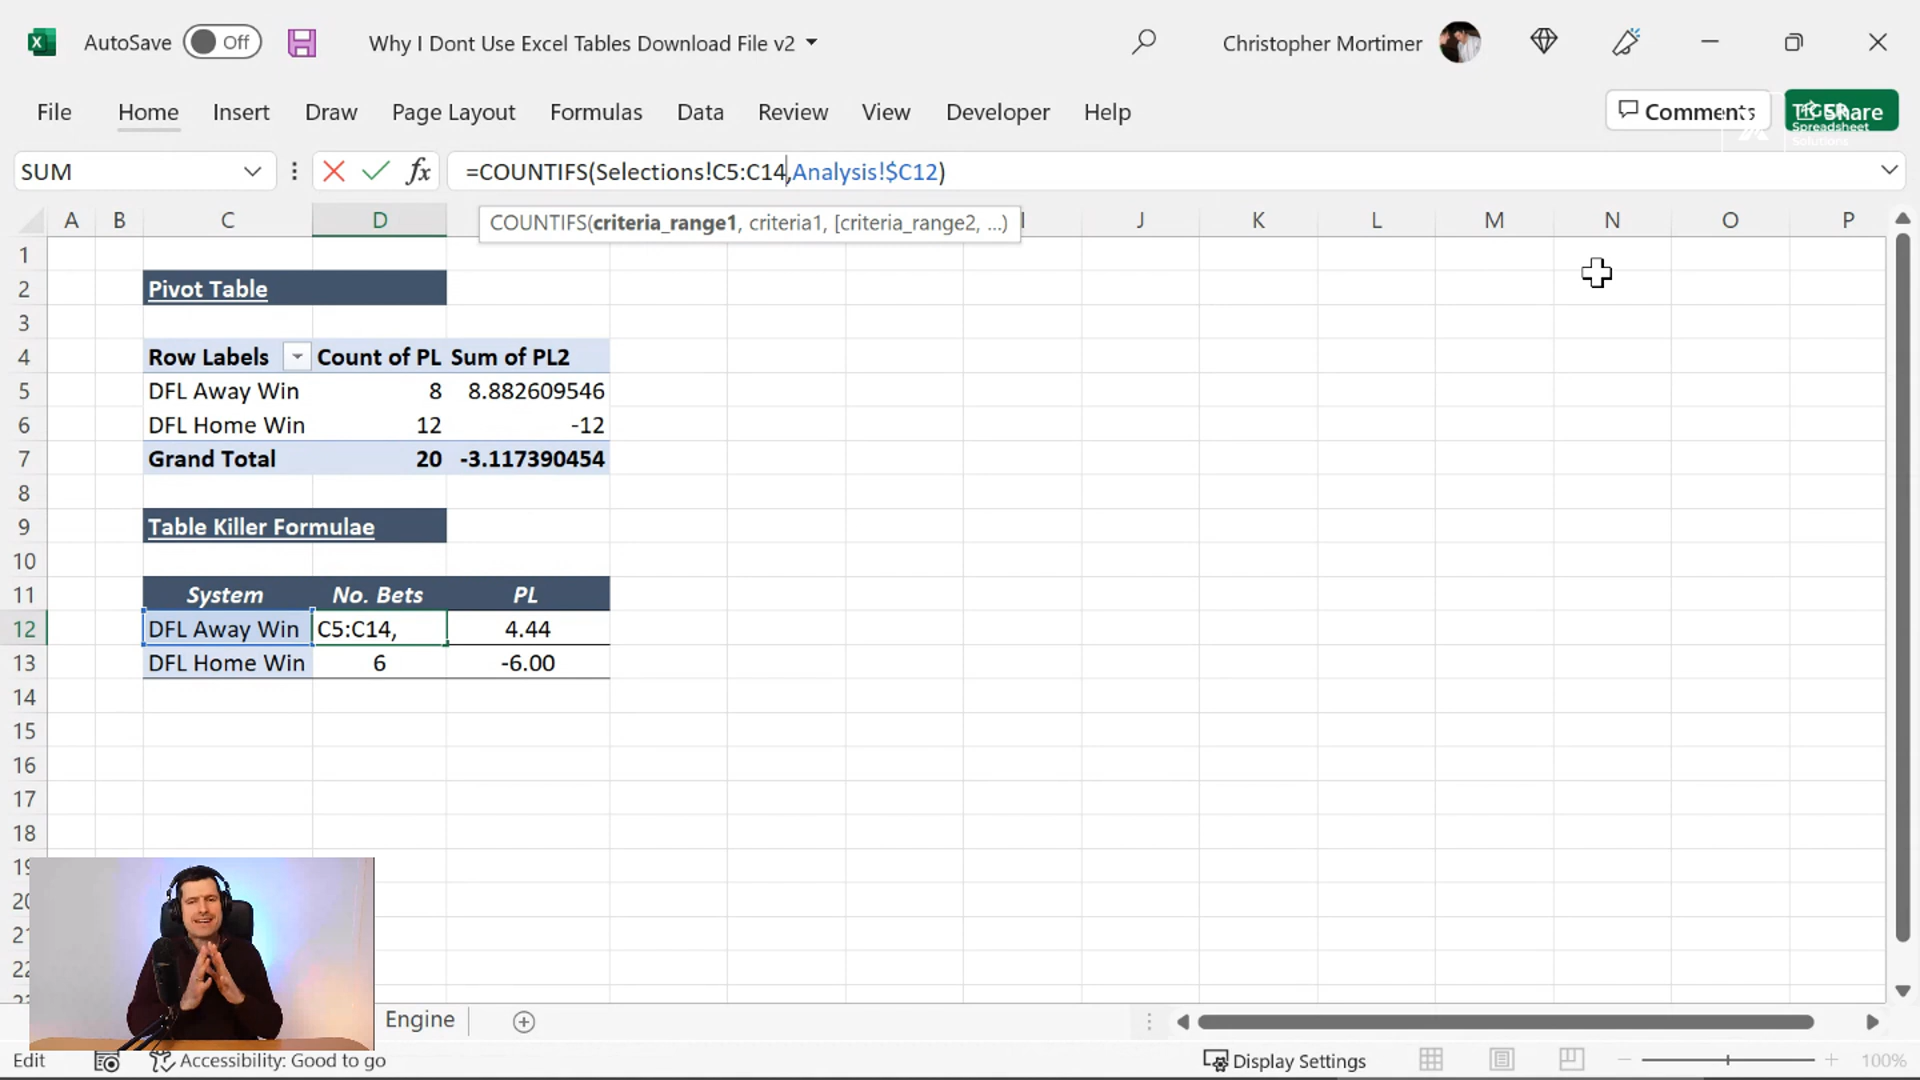 AutoSave Off Why I Dont Use Excel Tables Download File v2 Christopher Mortimer
File Home Insert Draw Page Layout Formulas Data Review View Developer Help Comments Share
TIGER
Spreadsheet
Solutions
SUM fx =COUNTIFS(Selections!C5:C14,Analysis!$C12)
COUNTIFS(criteria_range1, criteria1, [criteria_range2, ...)
A B C D I J K L M N O P
1
2 Pivot Table
3
4 Row Labels Count of PL Sum of PL2
5 DFL Away Win 8 8.882609546
6 DFL Home Win 12 -12
7 Grand Total 20 -3.117390454
8
9 Table Killer Formulae
10
11 System No. Bets PL
12 DFL Away Win C5:C14, 4.44
13 DFL Home Win 6 -6.00
14
15
16
17
18
Engine
Edit Accessibility: Good to go Display Settings 100%